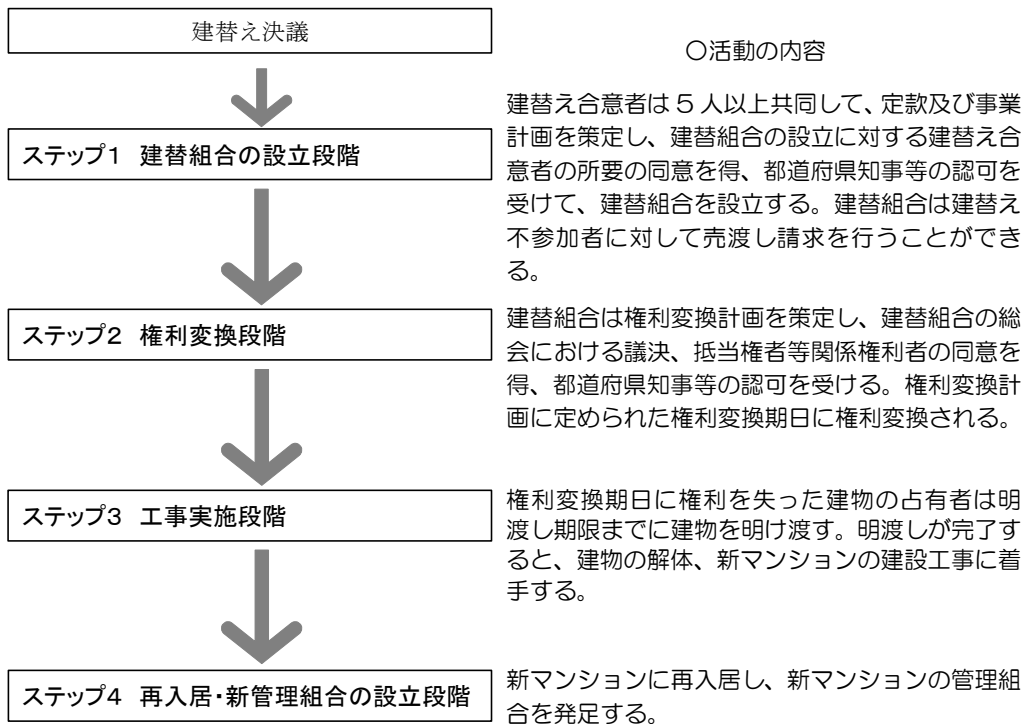 建替え決議
〇活動の内容
ステップ1 建替組合の設立段階
建替え合意者は5人以上共同して、定款及び事業
計画を策定し、建替組合の設立に対する建替え合
意者の所要の同意を得、都道府県知事等の認可を
受けて、建替組合を設立する。建替組合は建替え
不参加者に対して売渡し請求を行うことができ
る。
ステップ2 権利変換段階
建替組合は権利変換計画を策定し、建替組合の総
会における議決、抵当権者等関係権利者の同意を
得、都道府県知事等の認可を受ける。権利変換計
画に定められた権利変換期日に権利変換される。
ステップ3 工事実施段階
権利変換期日に権利を失った建物の占有者は明
渡し期限までに建物を明け渡す。明渡しが完了す
ると、建物の解体、新マンションの建設工事に着
手する。
ステップ4 再入居・新管理組合の設立段階
新マンションに再入居し、新マンションの管理組
合を発足する。